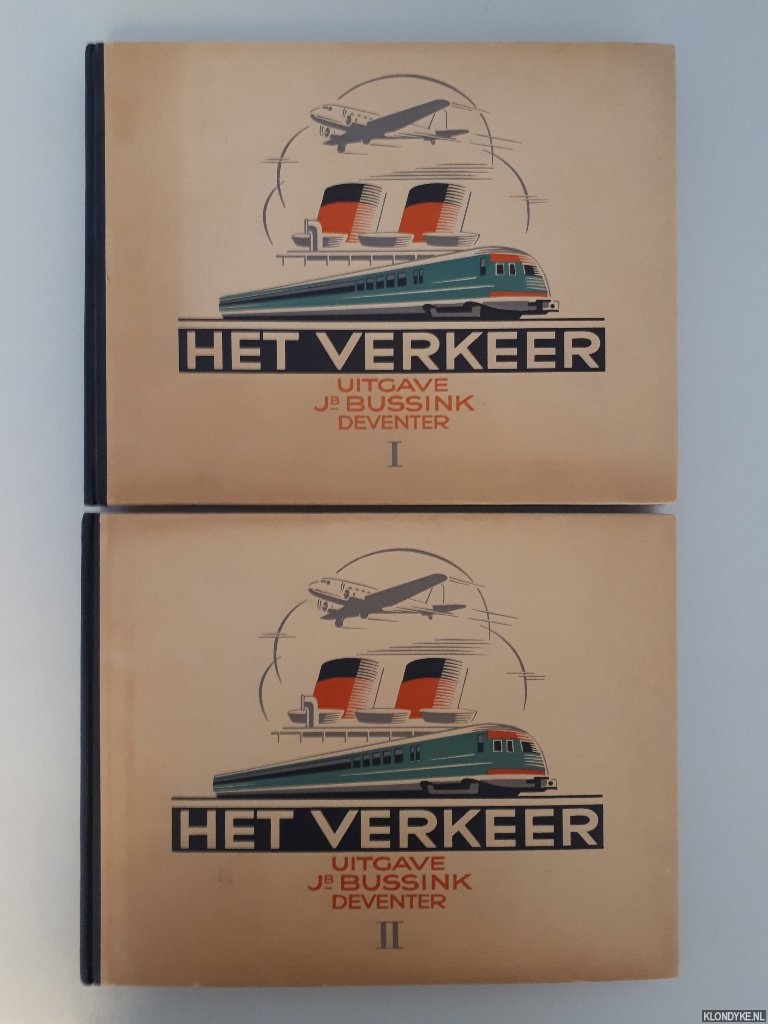 HET VERKEER
UITGAVE
JB BUSSINK
DEVENTER
I
HET VERKEER
UITGAVE
JB BUSSINK
DEVENTER
II
KLONDYKE.NL